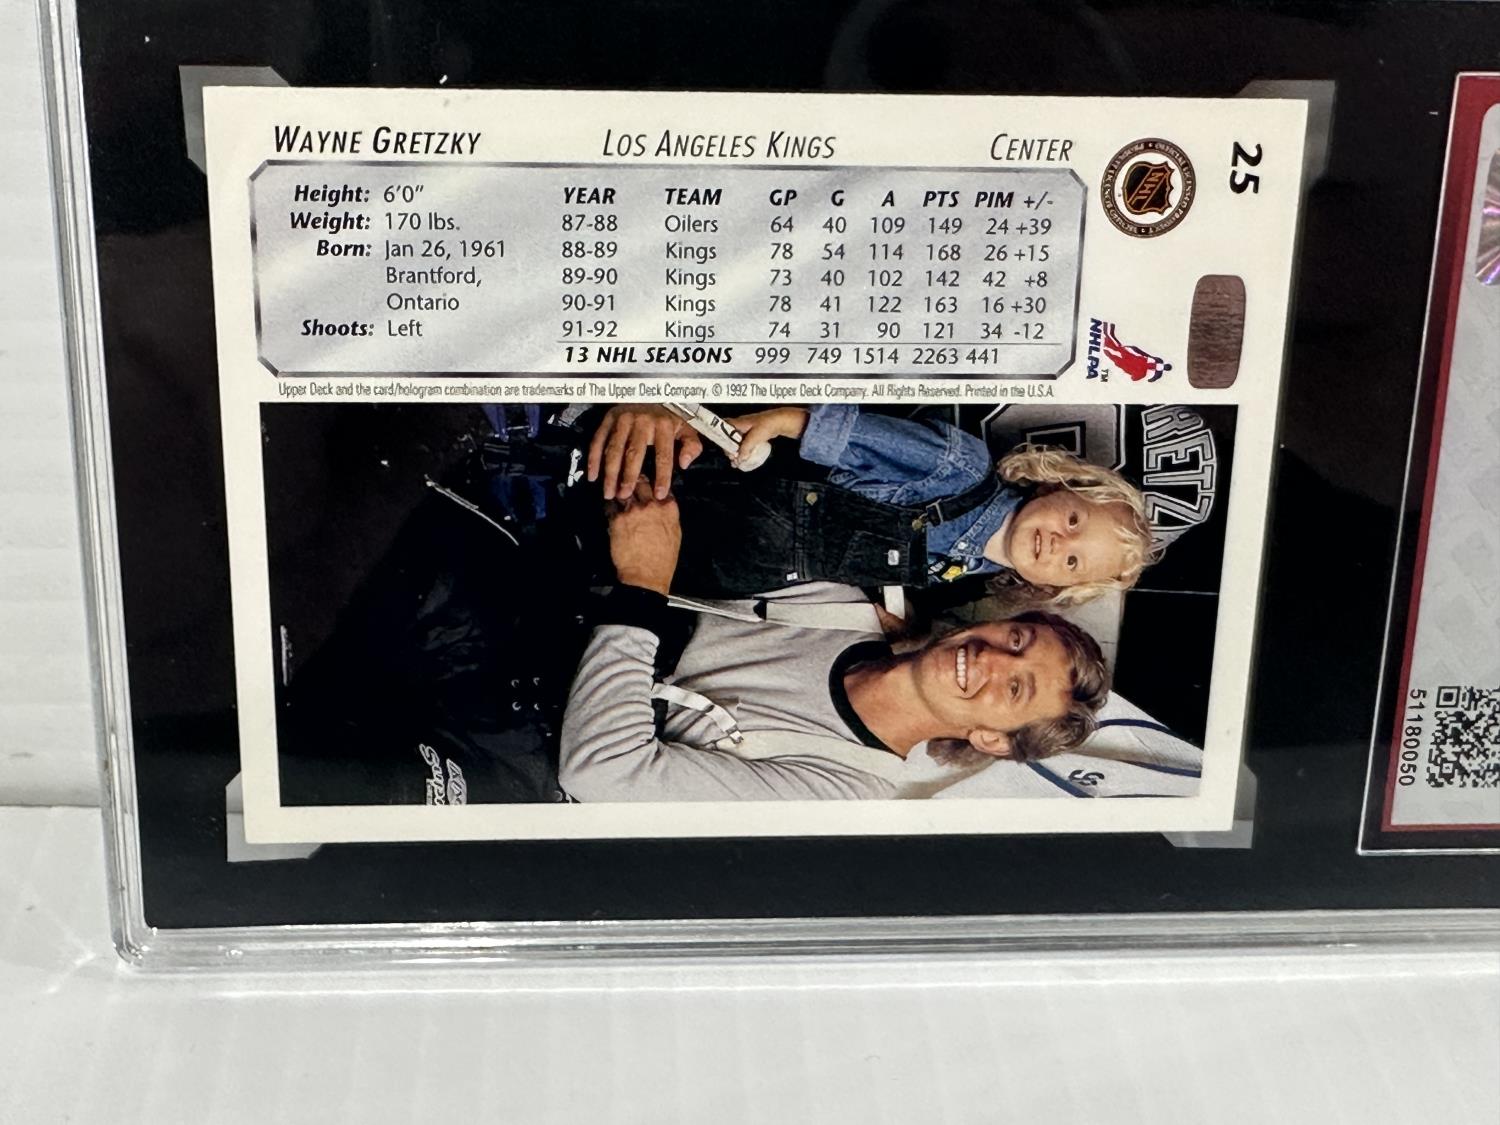 WAYNE GRETZKY LOS ANGELES KINGS CENTER
25
Height: 6'0"
Weight: 170 lbs.
Born: Jan 26, 1961
Brantford,
Ontario
Shoots: Left
YEAR TEAM GP G A PTS PIM +/-
87-88 Oilers 64 40 109 149 24 +39
88-89 Kings 78 54 114 168 26 +15
89-90 Kings 73 40 102 142 42 +8
90-91 Kings 78 41 122 163 16 +30
91-92 Kings 74 31 90 121 34 -12
13 NHL SEASONS 999 749 1514 2263 441
NHL
NHLPA
TM
Upper Deck and the card/hologram combination are trademarks of The Upper Deck Company. © 1992 The Upper Deck Company. All Rights Reserved. Printed in the U.S.A.
RETZ
51180050